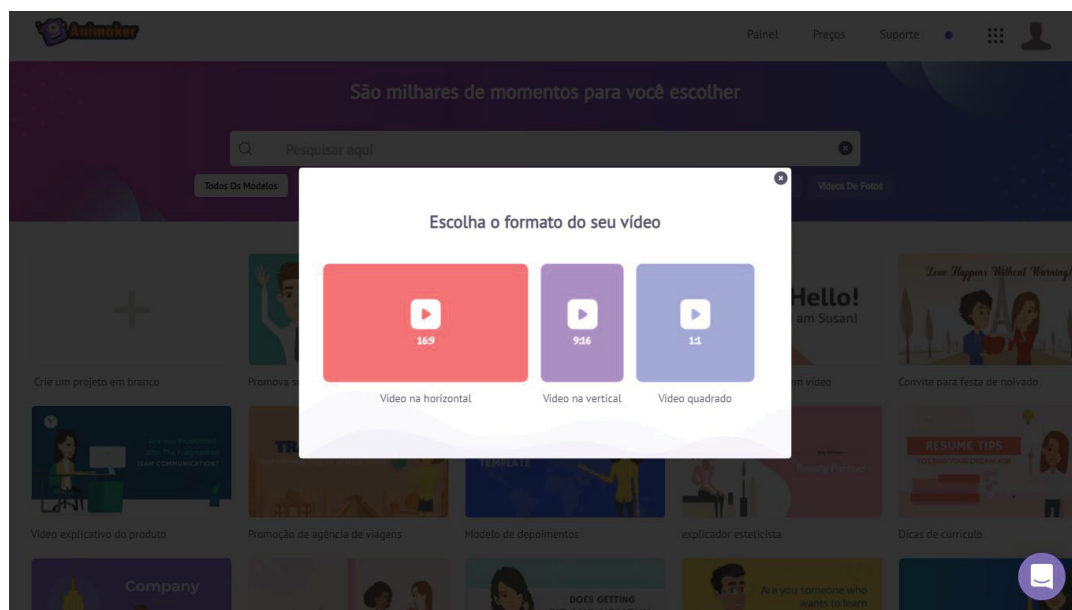 Animaker
Painel
Preços
Suporte
São milhares de momentos para você escolher
Pesquisar aqui
Todos Os Modelos
Vídeos De Fotos
Escolha o formato do seu vídeo
16:9
9:16
1:1
Vídeo na horizontal
Vídeo na vertical
Vídeo quadrado
Hello!
am Susan!
Love Happens Without Warning!
Crie um projeto em branco
Promova s
em vídeo
Convite para festa de noivado
TEAM COMMUNICATION!
TRA
TEMPLATE
RESUME TIPS
Vídeo explicativo do produto
Promoção de agência de viagens
Modelo de depoimentos
explicador esteticista
Dicas de currículo
Company
DOES GETTING
Are you someone who
wants to learn